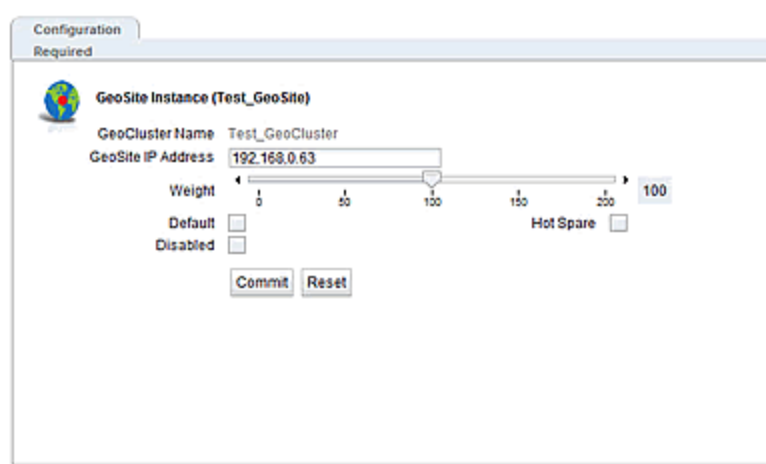 Configuration
Required
GeoSite Instance (Test_GeoSite)
GeoCluster Name Test_GeoCluster
GeoSite IP Address 192.168.0.63
Weight 100
0 50 100 150 200
Default Hot Spare
Disabled
Commit Reset